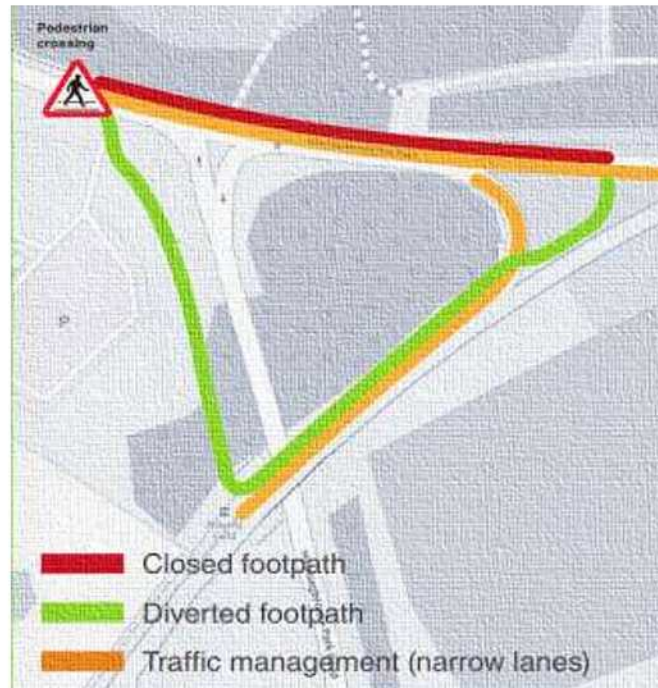 Pedestrian
crossing
Closed footpath
Diverted footpath
Traffic management (narrow lanes)